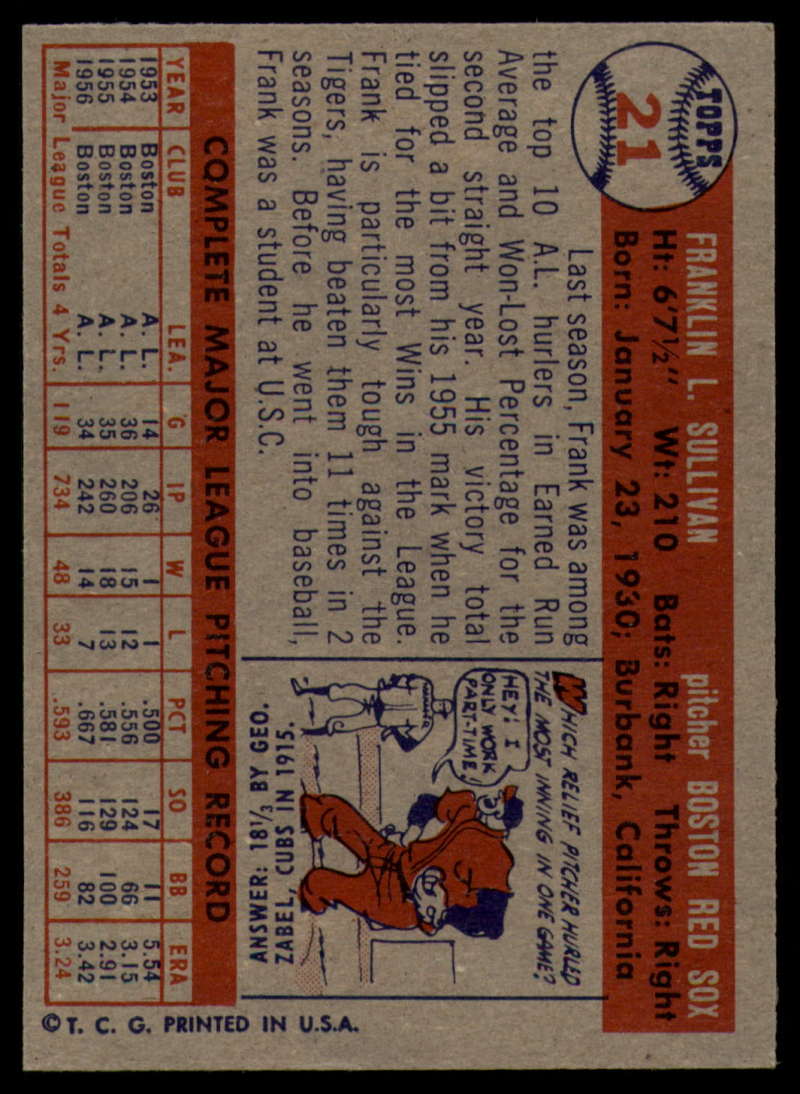 TOPPS
21
FRANKLIN L. SULLIVAN pitcher BOSTON RED SOX
Ht: 6'7½" Wt: 210 Bats: Right Throws: Right
Born: January 23, 1930; Burbank, California
Last season, Frank was among
the top 10 A.L. hurlers in Earned Run
Average and Won-Lost Percentage for the
second straight year. His victory total
slipped a bit from his 1955 mark when he
tied for the most Wins in the League.
Frank is particularly tough against the
Tigers, having beaten them 11 times in 2
seasons. Before he went into baseball,
Frank was a student at U.S.C.
WHICH RELIEF PITCHER HURLED
THE MOST INNING IN ONE GAME?
HEY! I
ONLY WORK
PART-TIME!
ANSWER: 18⅓ BY GEO.
ZABEL, CUBS IN 1915.
COMPLETE MAJOR LEAGUE PITCHING RECORD
YEAR CLUB LEA. G IP W L PCT SO BB ERA
1953 Boston A. L. 14 26 1 1 .500 17 11 5.54
1954 Boston A. L. 36 206 15 12 .556 124 66 3.15
1955 Boston A. L. 35 260 18 13 .581 129 100 2.91
1956 Boston A. L. 34 242 14 7 .667 116 82 3.42
Major League Totals 4 Yrs. 119 734 48 33 .593 386 259 3.24
© T. C. G. PRINTED IN U.S.A.